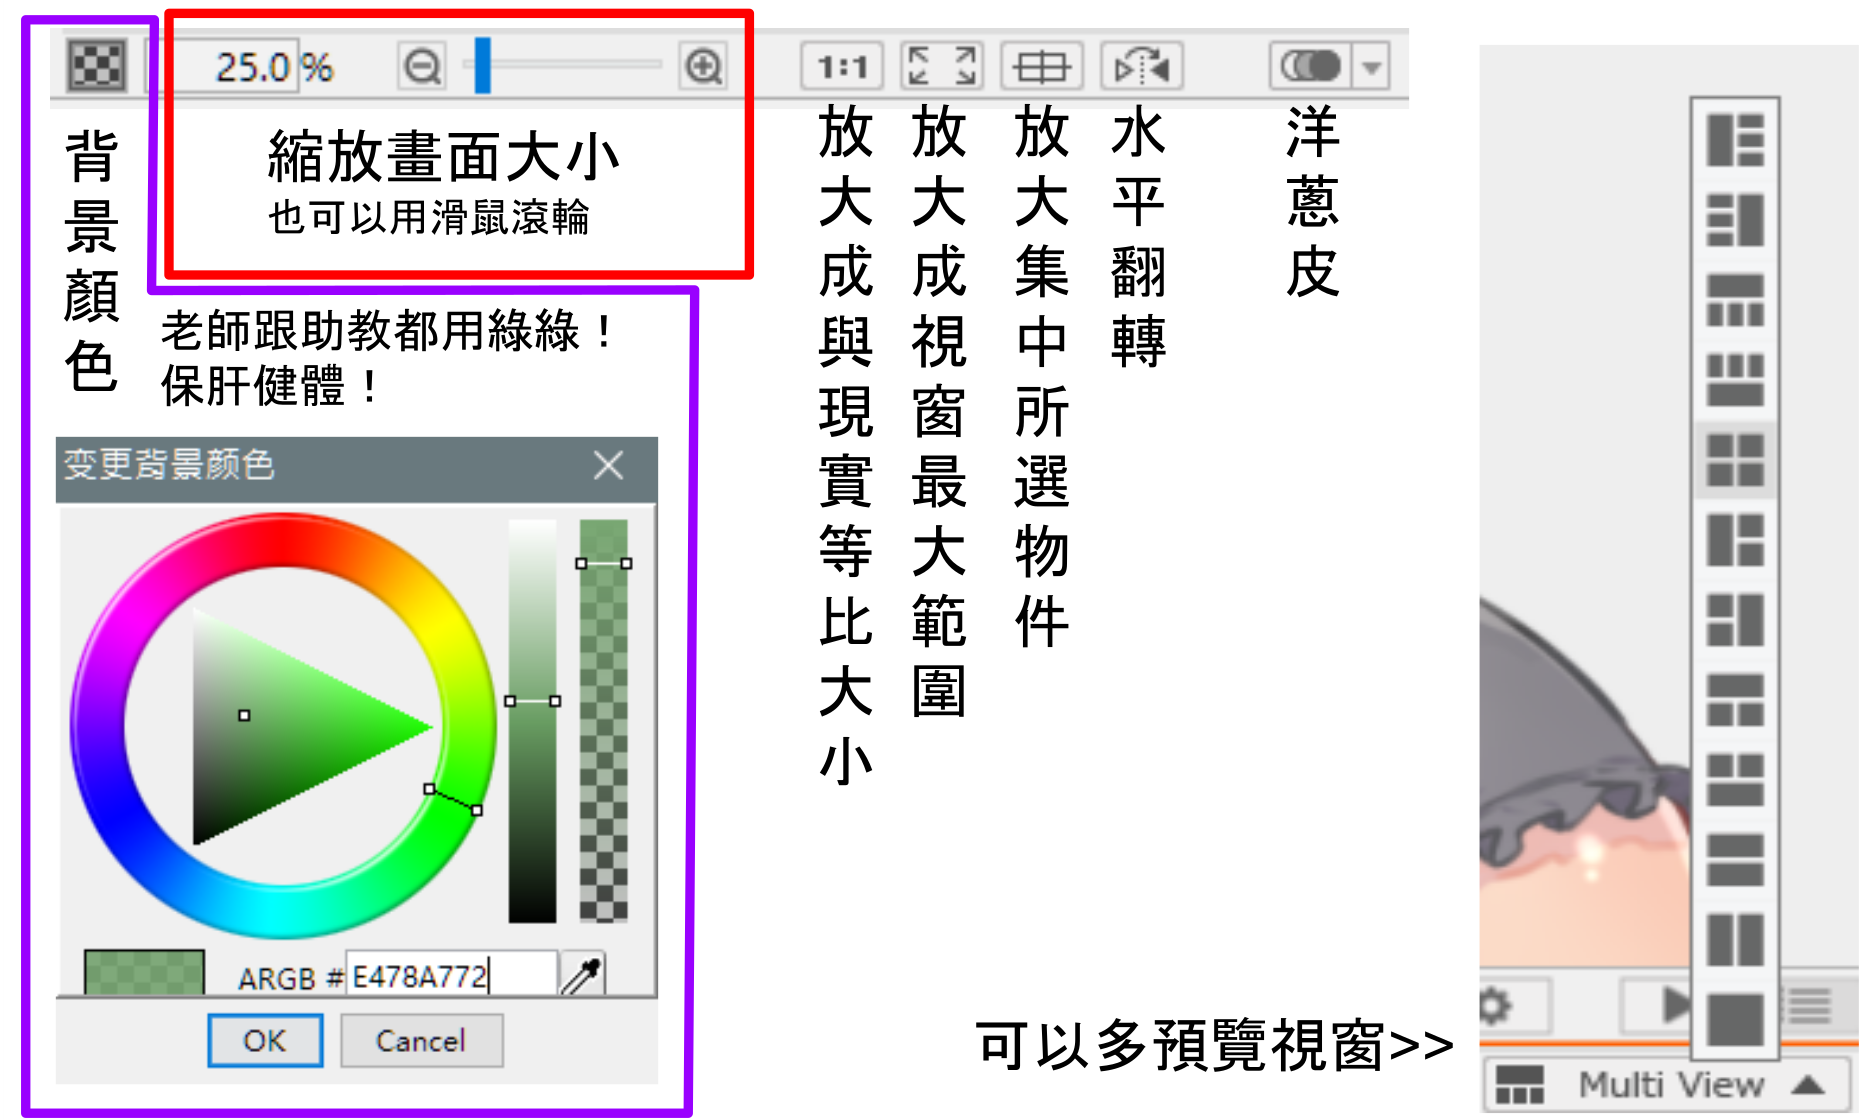 25.0 %
1:1
背景顏色
縮放畫面大小
也可以用滑鼠滾輪
放大成與現實等比大小
放大成視窗最大範圍
放大集中所選物件
水平翻轉
洋蔥皮
老師跟助教都用綠綠！
保肝健體！
变更背景颜色
ARGB # E478A772
OK
Cancel
可以多預覽視窗>>
Multi View